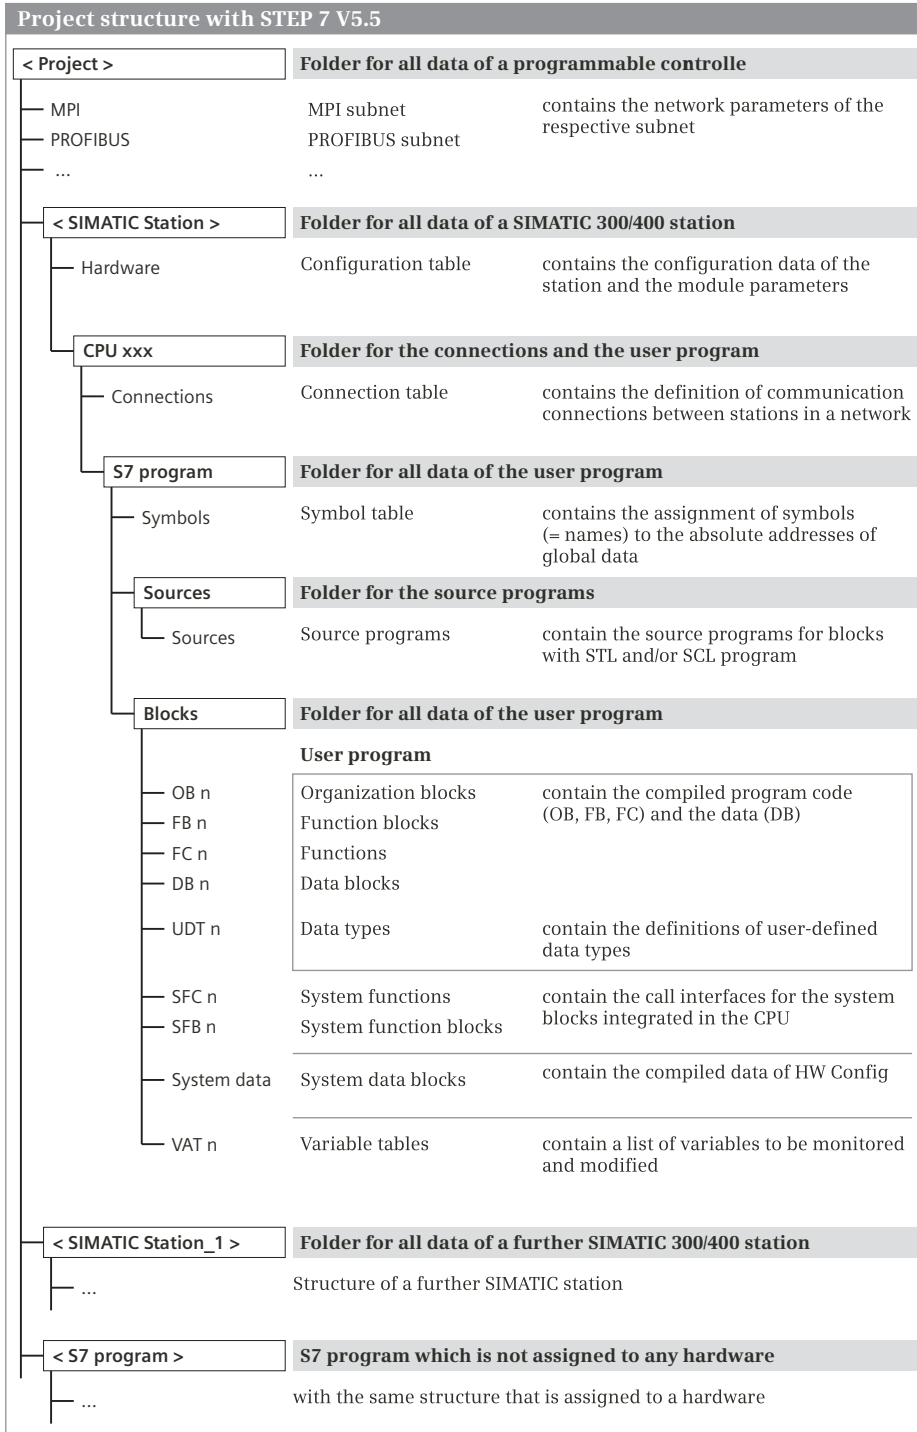 Project structure with STEP 7 V5.5
< Project > Folder for all data of a programmable controlle
MPI MPI subnet contains the network parameters of the
respective subnet
PROFIBUS PROFIBUS subnet
... ...
< SIMATIC Station > Folder for all data of a SIMATIC 300/400 station
Hardware Configuration table contains the configuration data of the
station and the module parameters
CPU xxx Folder for the connections and the user program
Connections Connection table contains the definition of communication
connections between stations in a network
S7 program Folder for all data of the user program
Symbols Symbol table contains the assignment of symbols
(= names) to the absolute addresses of
global data
Sources Folder for the source programs
Sources Source programs contain the source programs for blocks
with STL and/or SCL program
Blocks Folder for all data of the user program
User program
OB n Organization blocks contain the compiled program code
(OB, FB, FC) and the data (DB)
FB n Function blocks
FC n Functions
DB n Data blocks
UDT n Data types contain the definitions of user-defined
data types
SFC n System functions contain the call interfaces for the system
blocks integrated in the CPU
SFB n System function blocks
System data System data blocks contain the compiled data of HW Config
VAT n Variable tables contain a list of variables to be monitored
and modified
< SIMATIC Station_1 > Folder for all data of a further SIMATIC 300/400 station
... Structure of a further SIMATIC station
< S7 program > S7 program which is not assigned to any hardware
... with the same structure that is assigned to a hardware